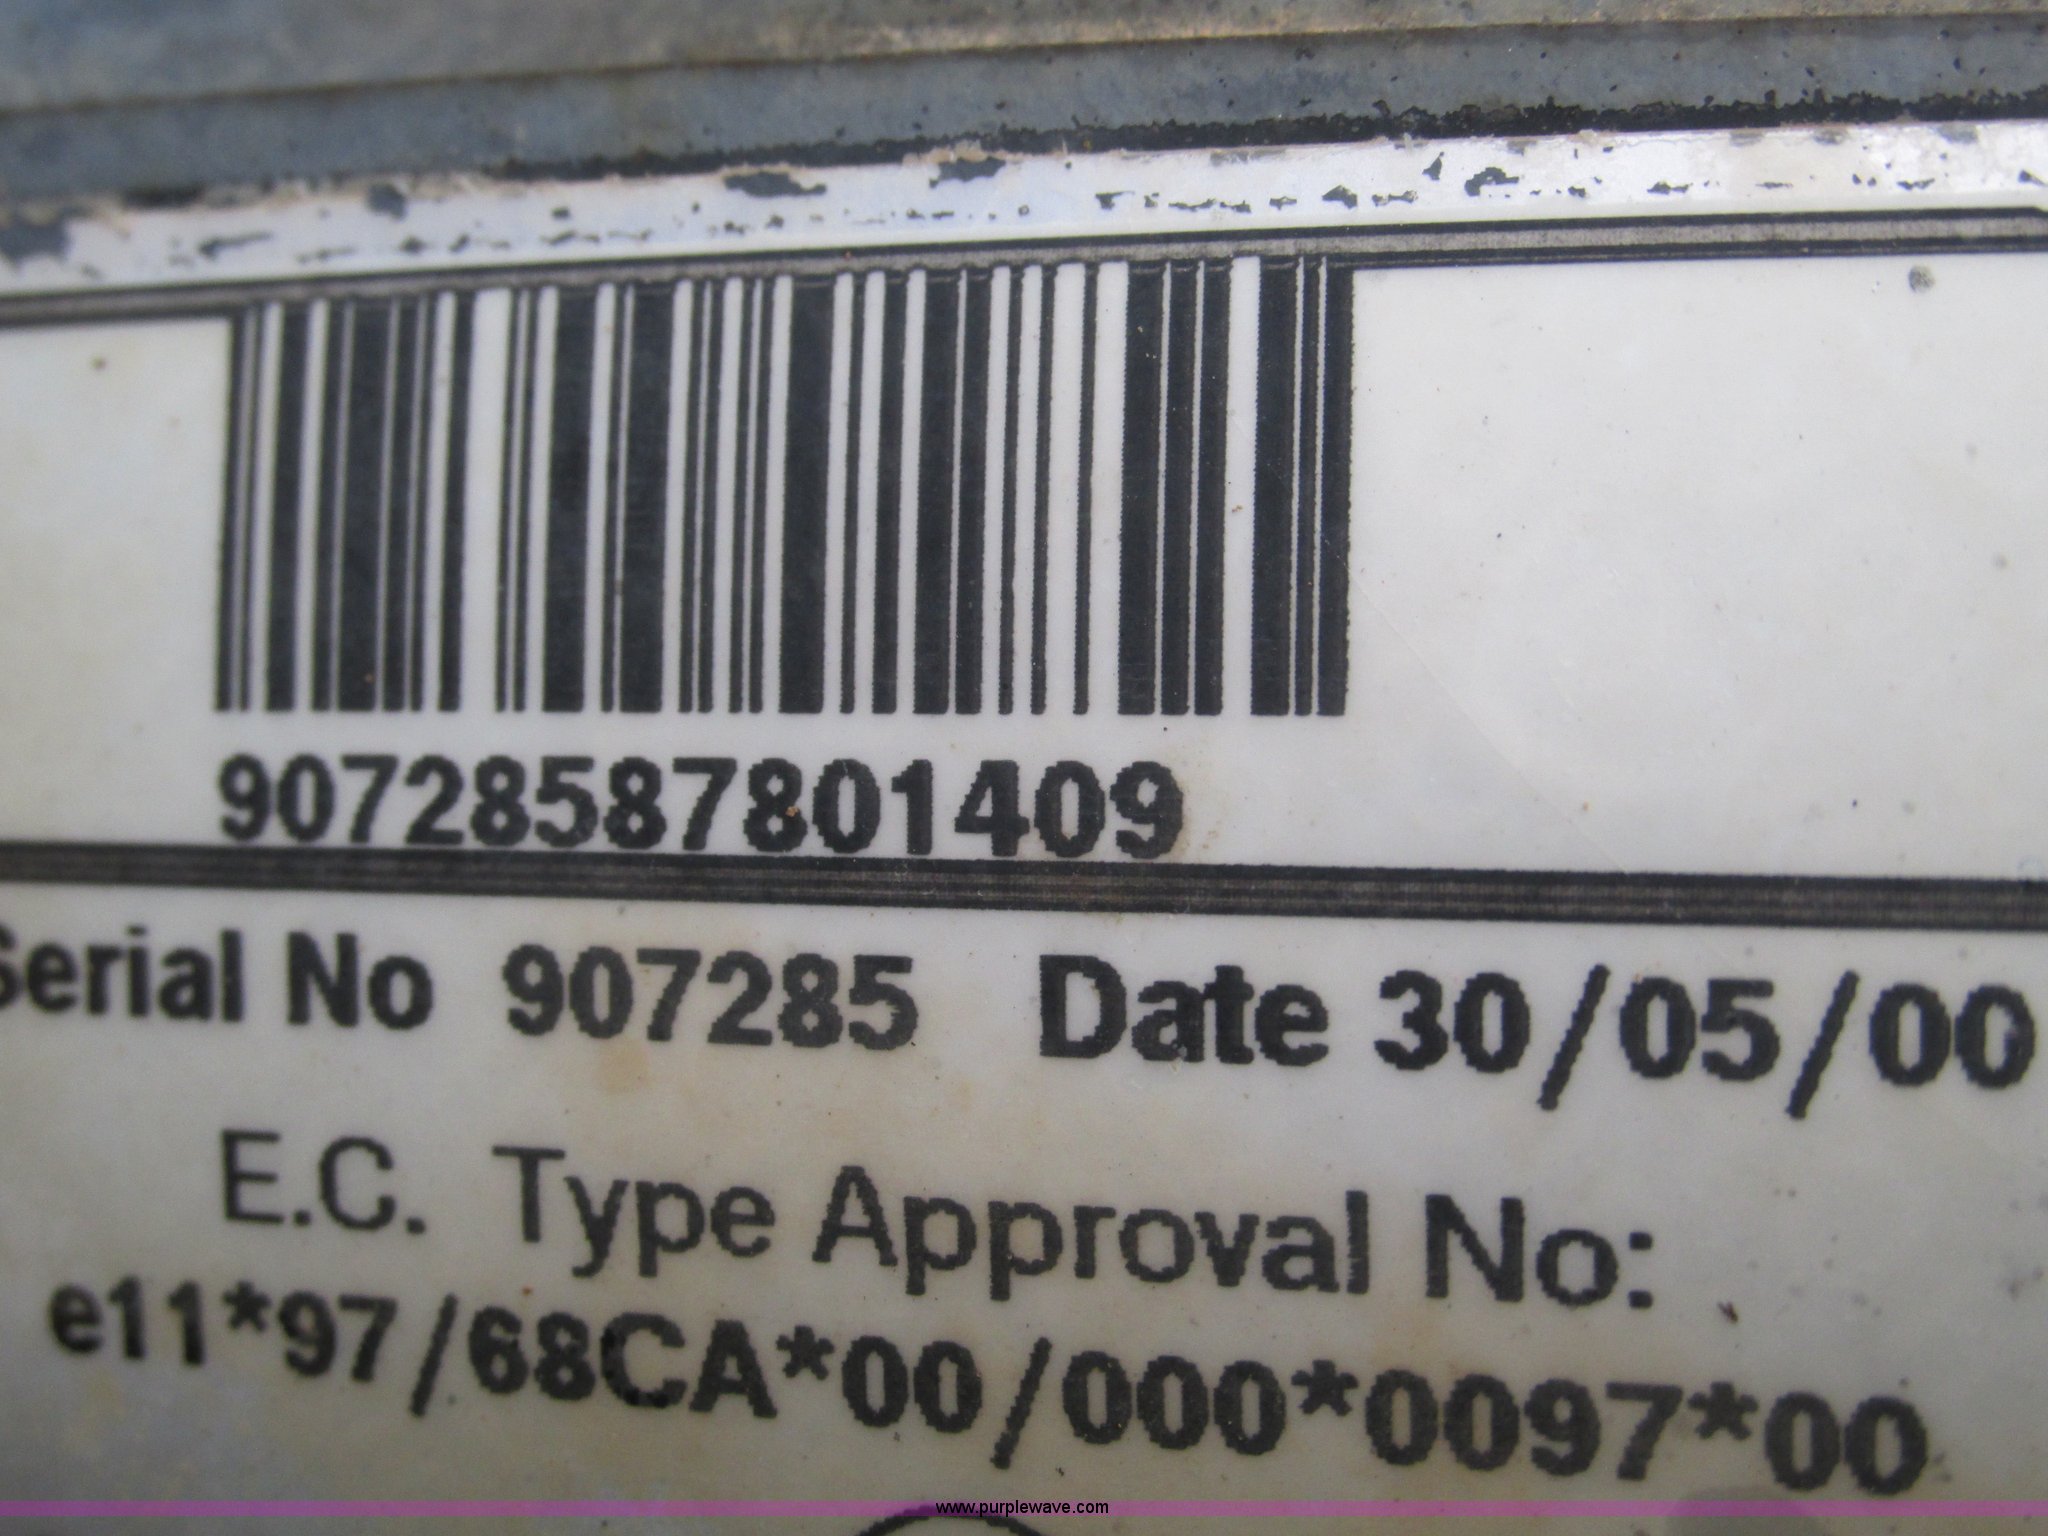 90728587801409
Serial No 907285 Date 30/05/00
E.C. Type Approval No:
e11*97/68CA*00/000*0097*00
www.purplewave.com